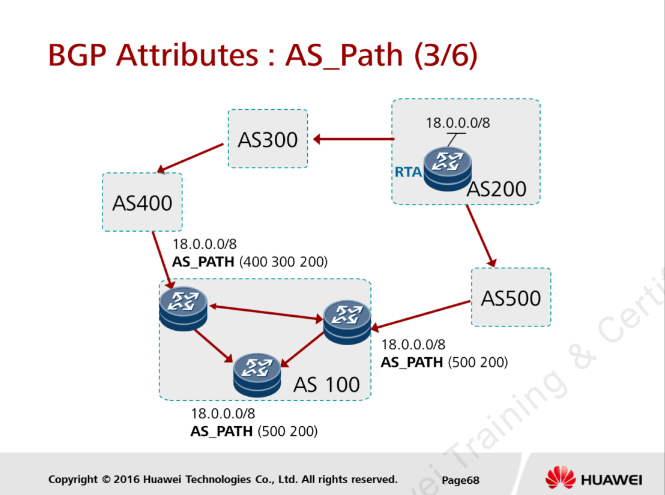 BGP Attributes : AS_Path (3/6)
18.0.0.0/8
AS300
RTA
AS200
AS400
18.0.0.0/8
AS_PATH (400 300 200)
AS500
18.0.0.0/8
AS_PATH (500 200)
AS 100
18.0.0.0/8
AS_PATH (500 200)
Training & Certi
Copyright © 2016 Huawei Technologies Co., Ltd. All rights reserved.
Page68
HUAWEI